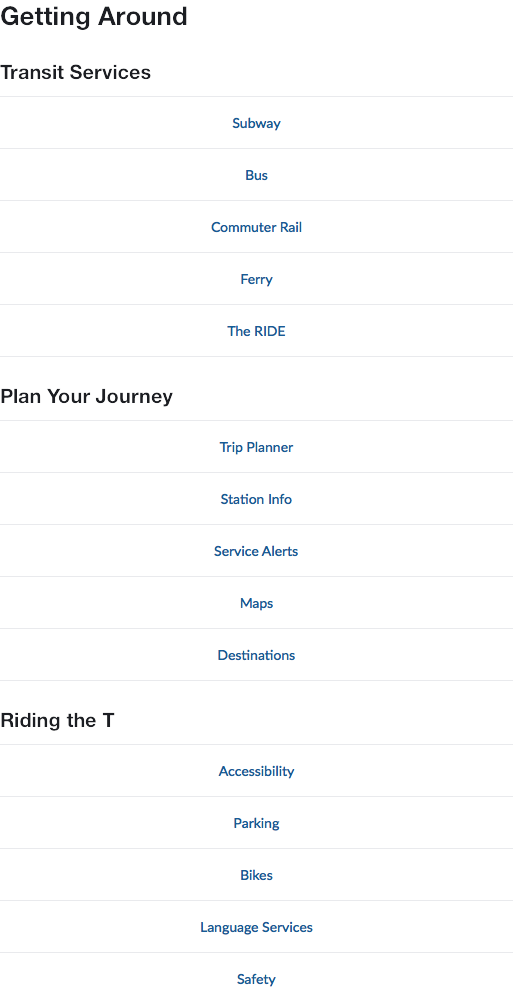 Getting Around
Transit Services
Subway
Bus
Commuter Rail
Ferry
The RIDE
Plan Your Journey
Trip Planner
Station Info
Service Alerts
Maps
Destinations
Riding the T
Accessibility
Parking
Bikes
Language Services
Safety